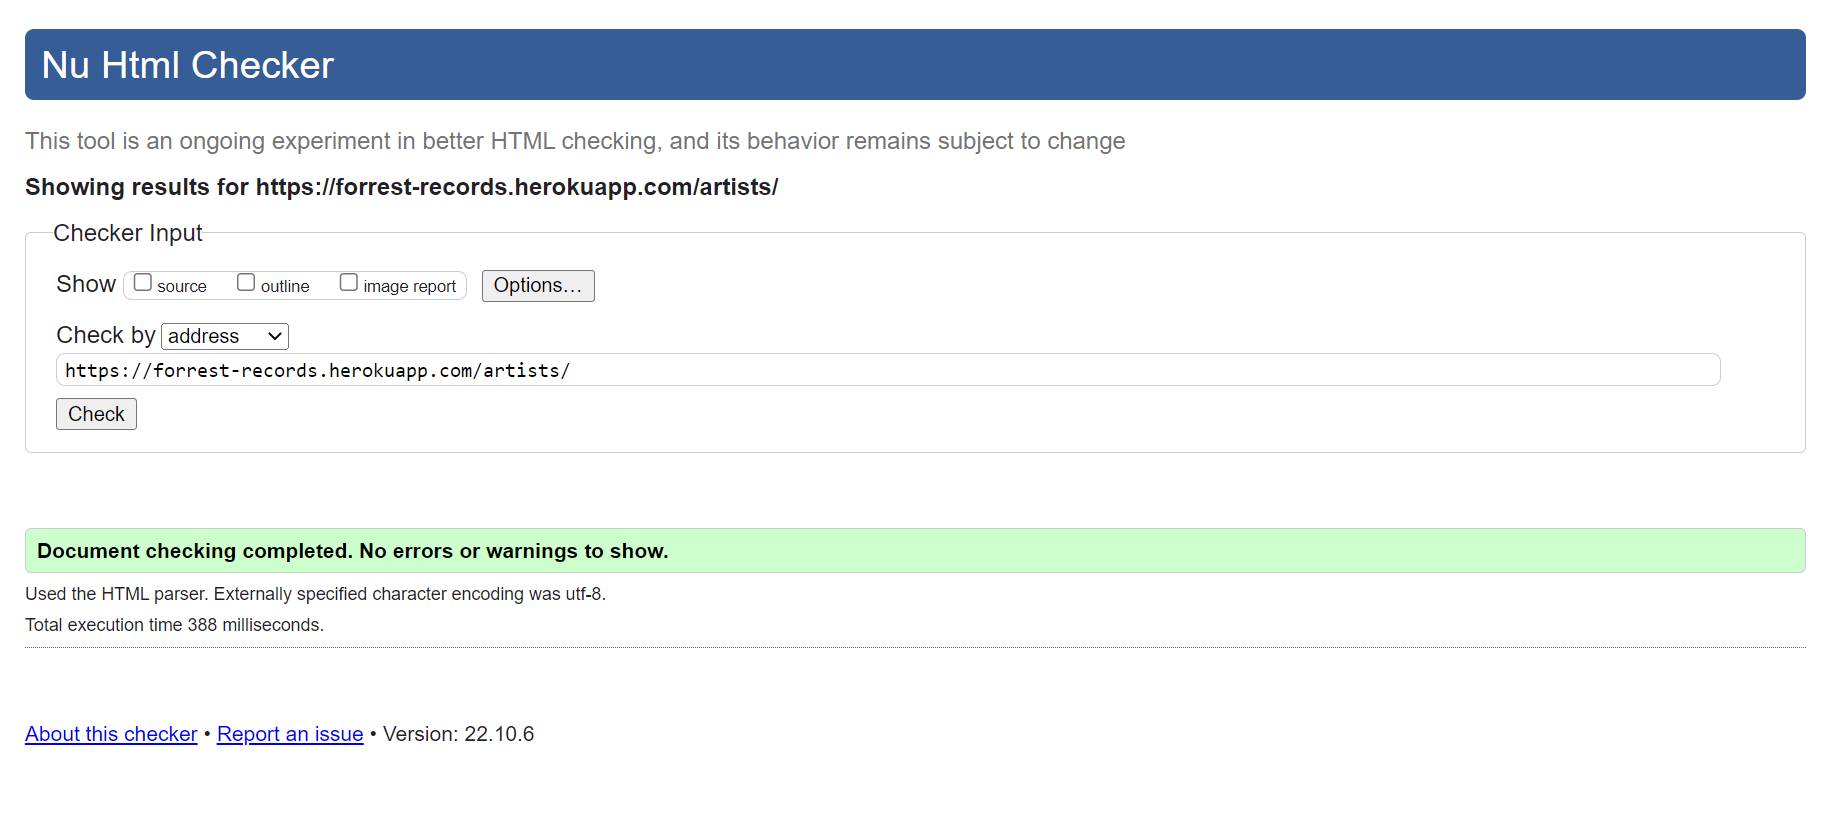 Nu Html Checker
This tool is an ongoing experiment in better HTML checking, and its behavior remains subject to change
Showing results for https://forrest-records.herokuapp.com/artists/
Checker Input
Show source outline image report Options...
Check by address
https://forrest-records.herokuapp.com/artists/
Check
Document checking completed. No errors or warnings to show.
Used the HTML parser. Externally specified character encoding was utf-8.
Total execution time 388 milliseconds.
About this checker • Report an issue • Version: 22.10.6